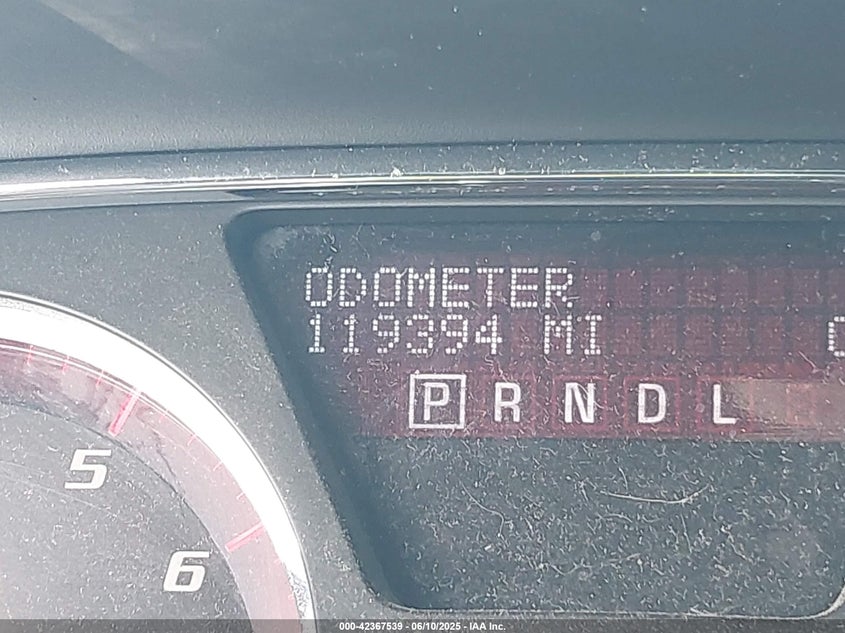 ODOMETER
119394 MI
P R N D L
5
6
000-42367539 - 06/10/2025 - IAA Inc.